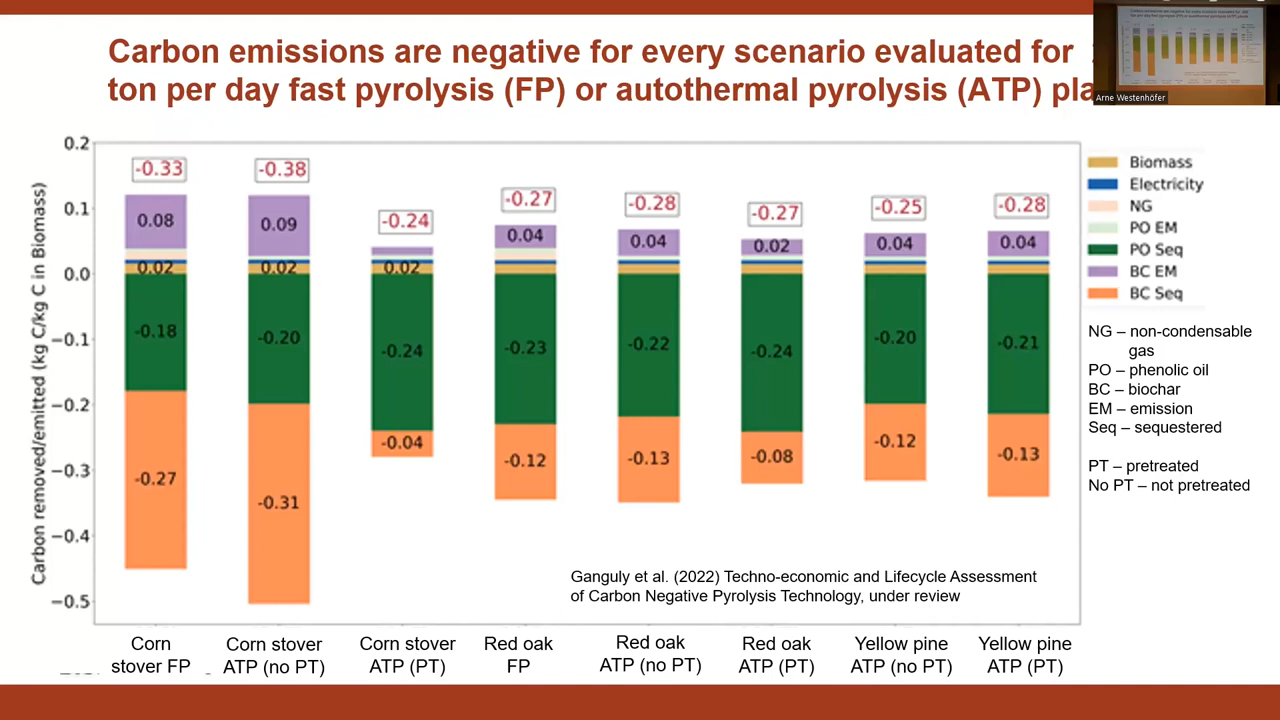 Carbon emissions are negative for every scenario evaluated for
ton per day fast pyrolysis (FP) or autothermal pyrolysis (ATP)
Arne Westenhöfer
Carbon removed/emitted (kg C/kg C in Biomass)
0.2
0.1
0.0
−0.1
−0.2
−0.3
−0.4
−0.5
-0.33
-0.38
-0.24
-0.27
-0.28
-0.27
-0.25
-0.28
0.08
0.09
0.04
0.04
0.02
0.04
0.04
0.02
0.02
0.02
-0.18
-0.20
-0.24
-0.23
-0.22
-0.24
-0.20
-0.21
-0.27
-0.31
-0.04
-0.12
-0.13
-0.08
-0.12
-0.13
Biomass
Electricity
NG
PO EM
PO Seq
BC EM
BC Seq
NG – non-condensable
gas
PO – phenolic oil
BC – biochar
EM – emission
Seq – sequestered
PT – pretreated
No PT – not pretreated
Ganguly et al. (2022) Techno-economic and Lifecycle Assessment
of Carbon Negative Pyrolysis Technology, under review
Corn
stover FP
Corn stover
ATP (no PT)
Corn stover
ATP (PT)
Red oak
FP
Red oak
ATP (no PT)
Red oak
ATP (PT)
Yellow pine
ATP (no PT)
Yellow pine
ATP (PT)